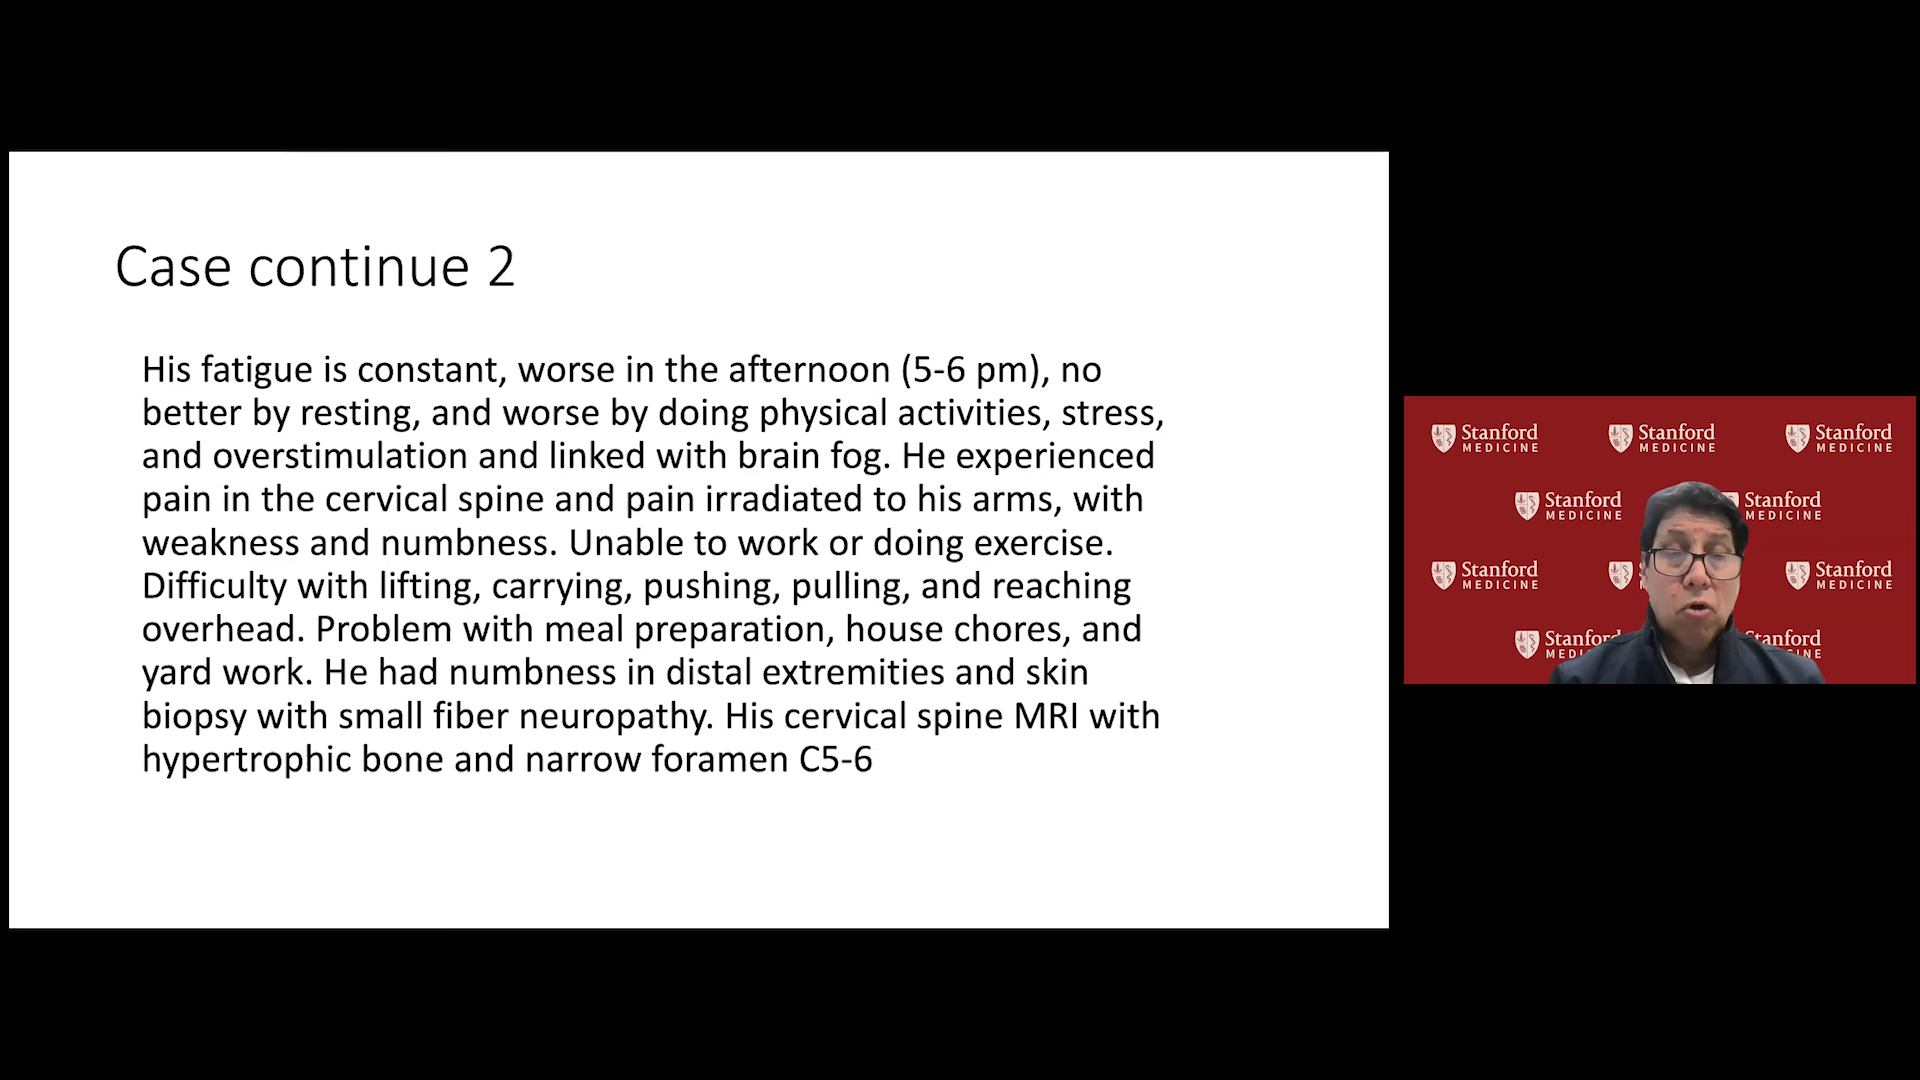 Case continue 2
His fatigue is constant, worse in the afternoon (5-6 pm), no
better by resting, and worse by doing physical activities, stress,
and overstimulation and linked with brain fog. He experienced
pain in the cervical spine and pain irradiated to his arms, with
weakness and numbness. Unable to work or doing exercise.
Difficulty with lifting, carrying, pushing, pulling, and reaching
overhead. Problem with meal preparation, house chores, and
yard work. He had numbness in distal extremities and skin
biopsy with small fiber neuropathy. His cervical spine MRI with
hypertrophic bone and narrow foramen C5-6
Stanford
MEDICINE
Stanford
MEDICINE
Stanford
MEDICINE
Stanford
MEDICINE
Stanford
MEDICINE
Stanford
MEDICINE
Stanford
MEDICINE